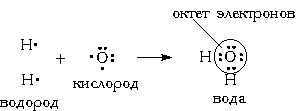 октет электронов
H· + ·O· → H O
H· H
кислород
водород
вода